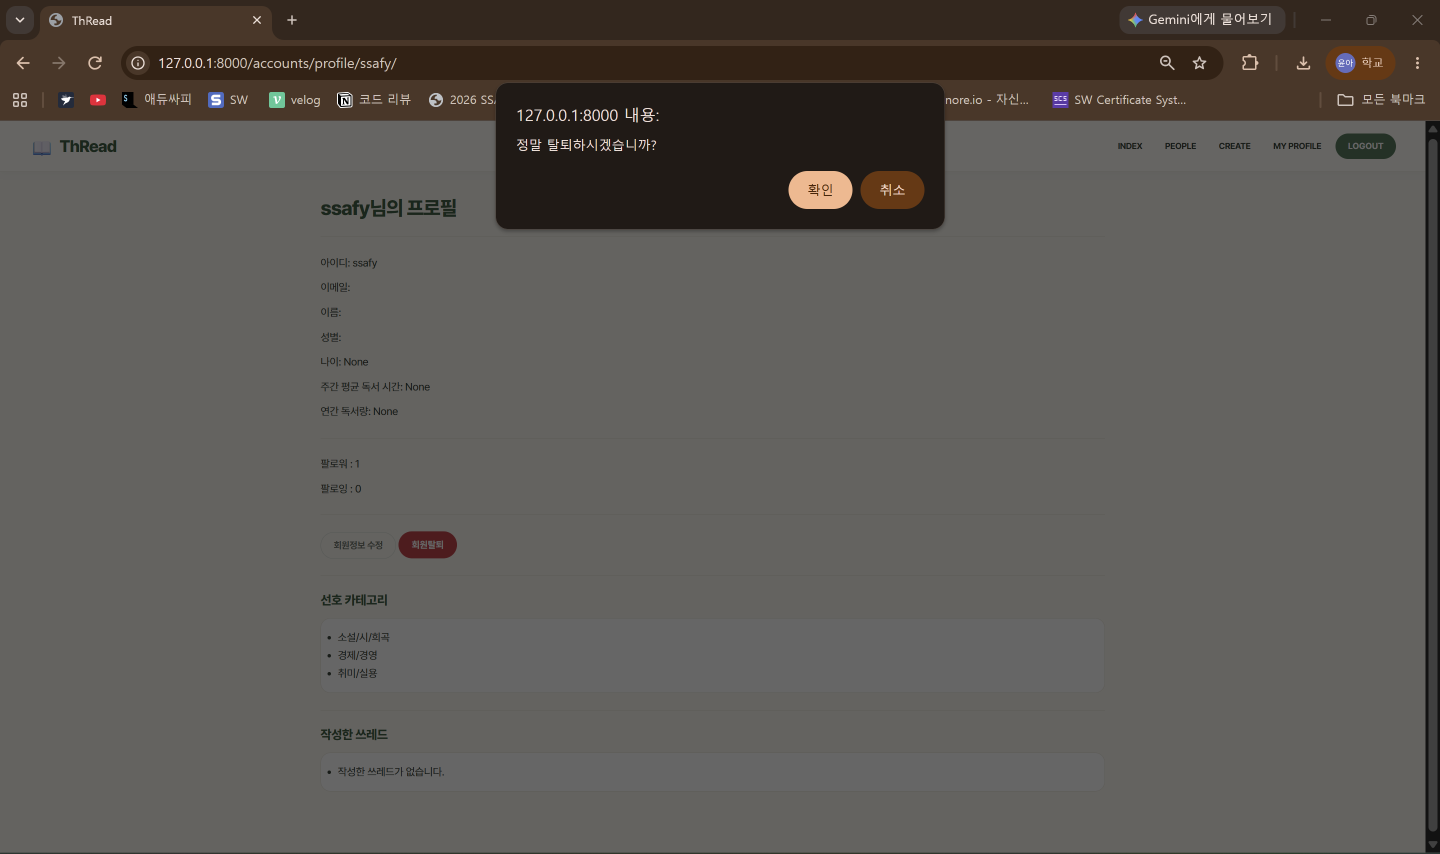 ThRead
Gemini에게 물어보기
127.0.0.1:8000/accounts/profile/ssafy/
윤아 학교
S 애듀싸피
S SW
v velog
N 코드 리뷰
2026 SSA
nore.io - 자신...
SCS SW Certificate Syst...
모든 북마크
127.0.0.1:8000 내용:
정말 탈퇴하시겠습니까?
확인 취소
ThRead
INDEX PEOPLE CREATE MY PROFILE LOGOUT
ssafy님의 프로필
아이디: ssafy
이메일:
이름:
성별:
나이: None
주간 평균 독서 시간: None
연간 독서량: None
팔로워 : 1
팔로잉 : 0
회원정보 수정 회원탈퇴
선호 카테고리
• 소설/시/희곡
• 경제/경영
• 취미/실용
작성한 쓰레드
• 작성한 쓰레드가 없습니다.